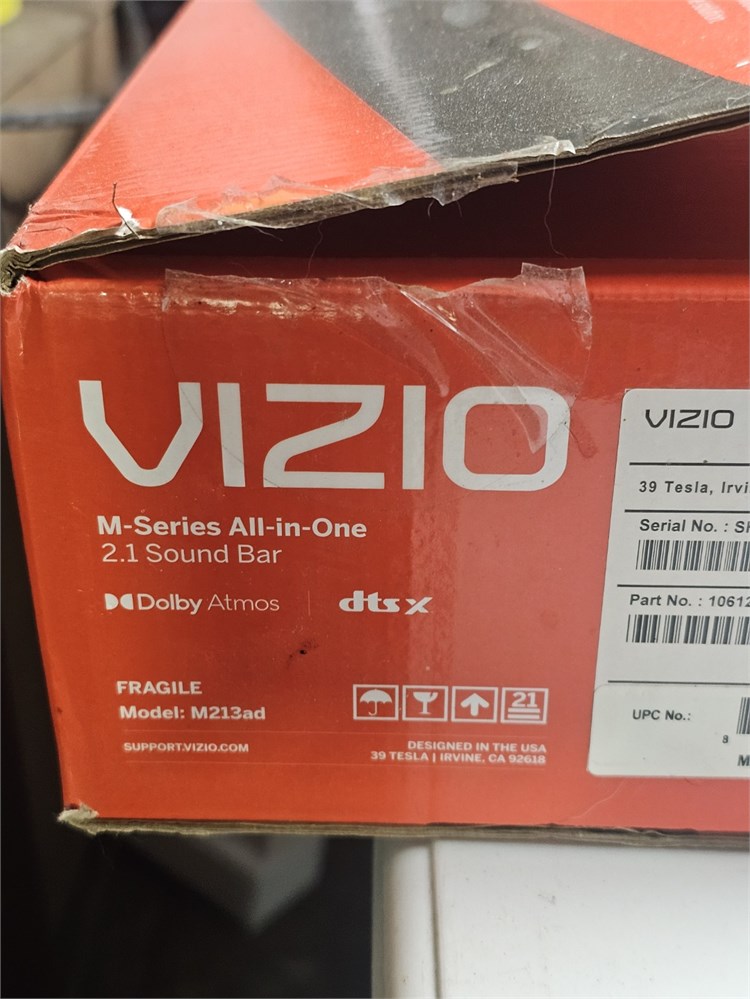 VIZIO
M-Series All-in-One
2.1 Sound Bar
Dolby Atmos
dts x
FRAGILE
Model: M213ad
21
SUPPORT.VIZIO.COM
DESIGNED IN THE USA
39 TESLA | IRVINE, CA 92618
VIZIO
39 Tesla, Irvi
Serial No. : S
Part No. : 10612
UPC No.:
8
M